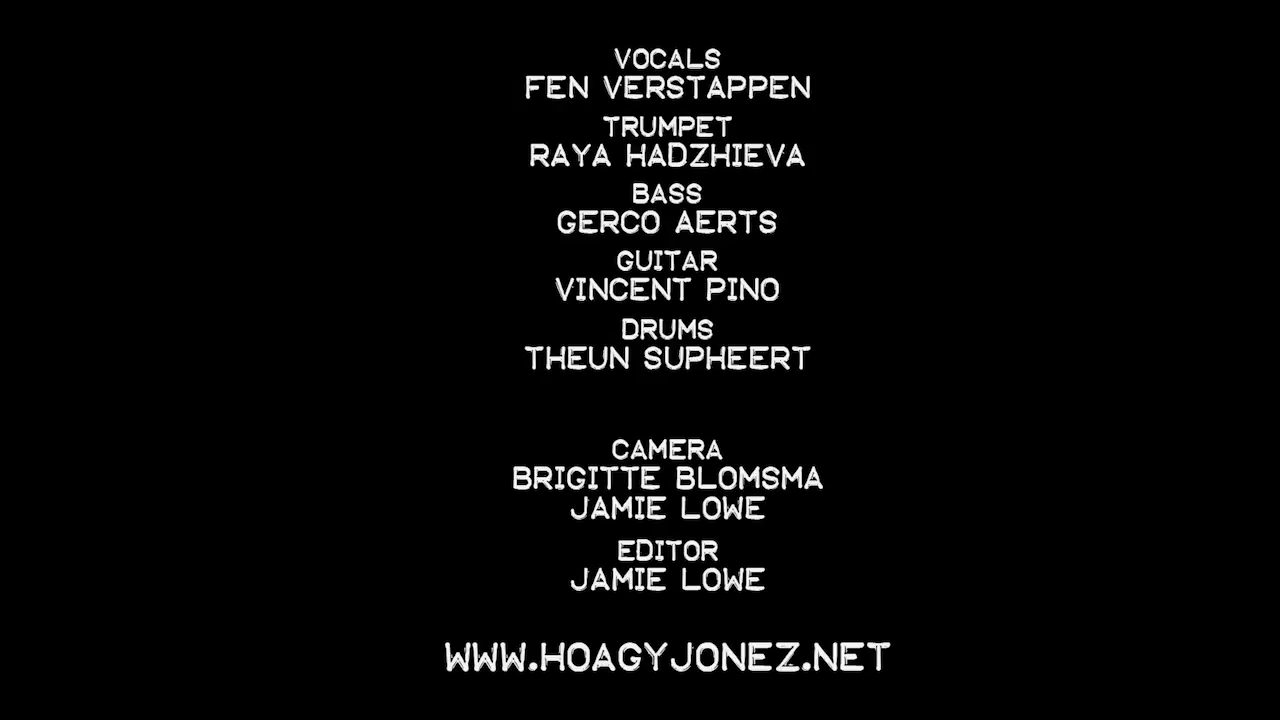 VOCALS
FEN VERSTAPPEN
TRUMPET
RAYA HADZHIEVA
BASS
GERCO AERTS
GUITAR
VINCENT PINO
DRUMS
THEUN SUPHEERT
CAMERA
BRIGITTE BLOMSMA
JAMIE LOWE
EDITOR
JAMIE LOWE
WWW.HOAGYJONEZ.NET